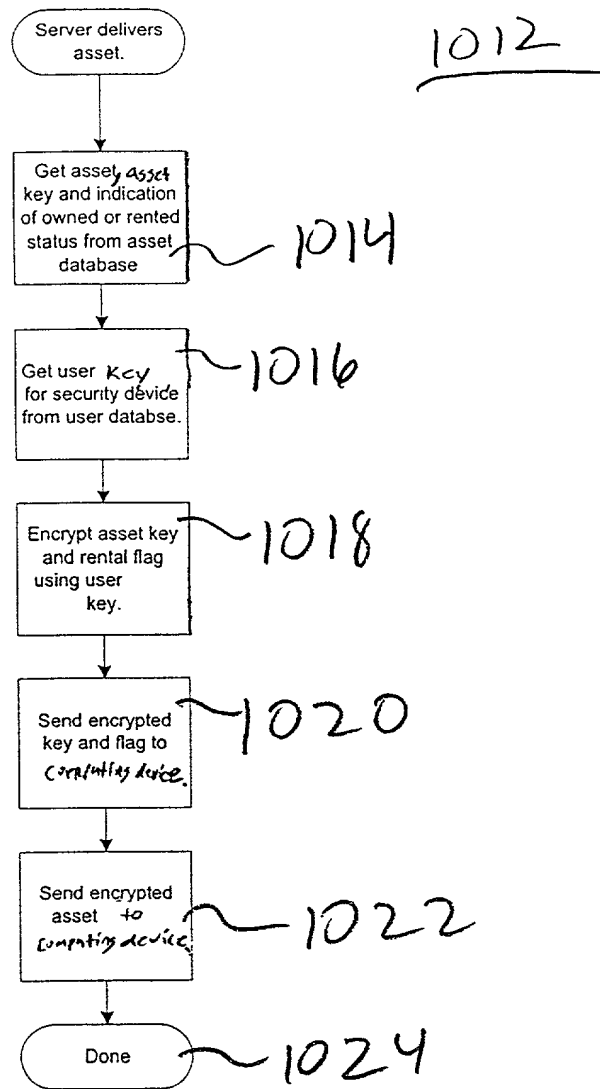 Server delivers
asset.
1012
Get asset, asset
key and indication
of owned or rented
status from asset
database
1014
Get user key
for security device
from user databse.
1016
Encrypt asset key
and rental flag
using user
key.
1018
Send encrypted
key and flag to
computing device.
1020
Send encrypted
asset to
computing device.
1022
Done
1024